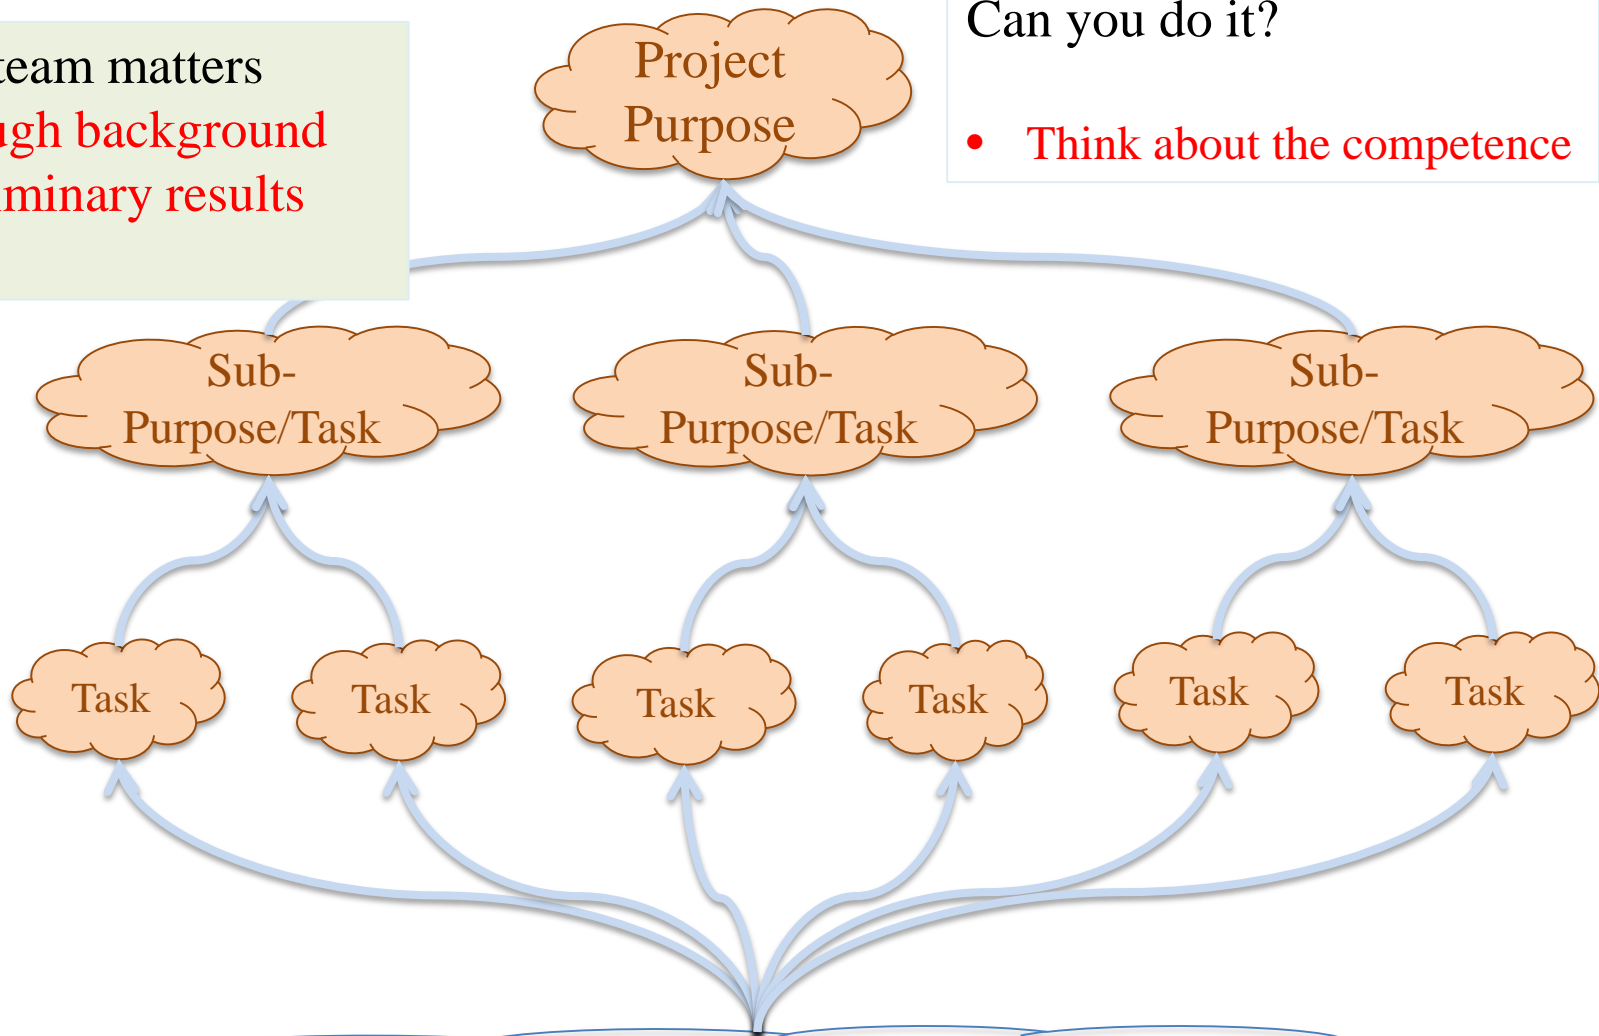 team matters
ugh background
iminary results
Project
Purpose
Can you do it?
• Think about the competence
Sub-
Purpose/Task
Sub-
Purpose/Task
Sub-
Purpose/Task
Task
Task
Task
Task
Task
Task